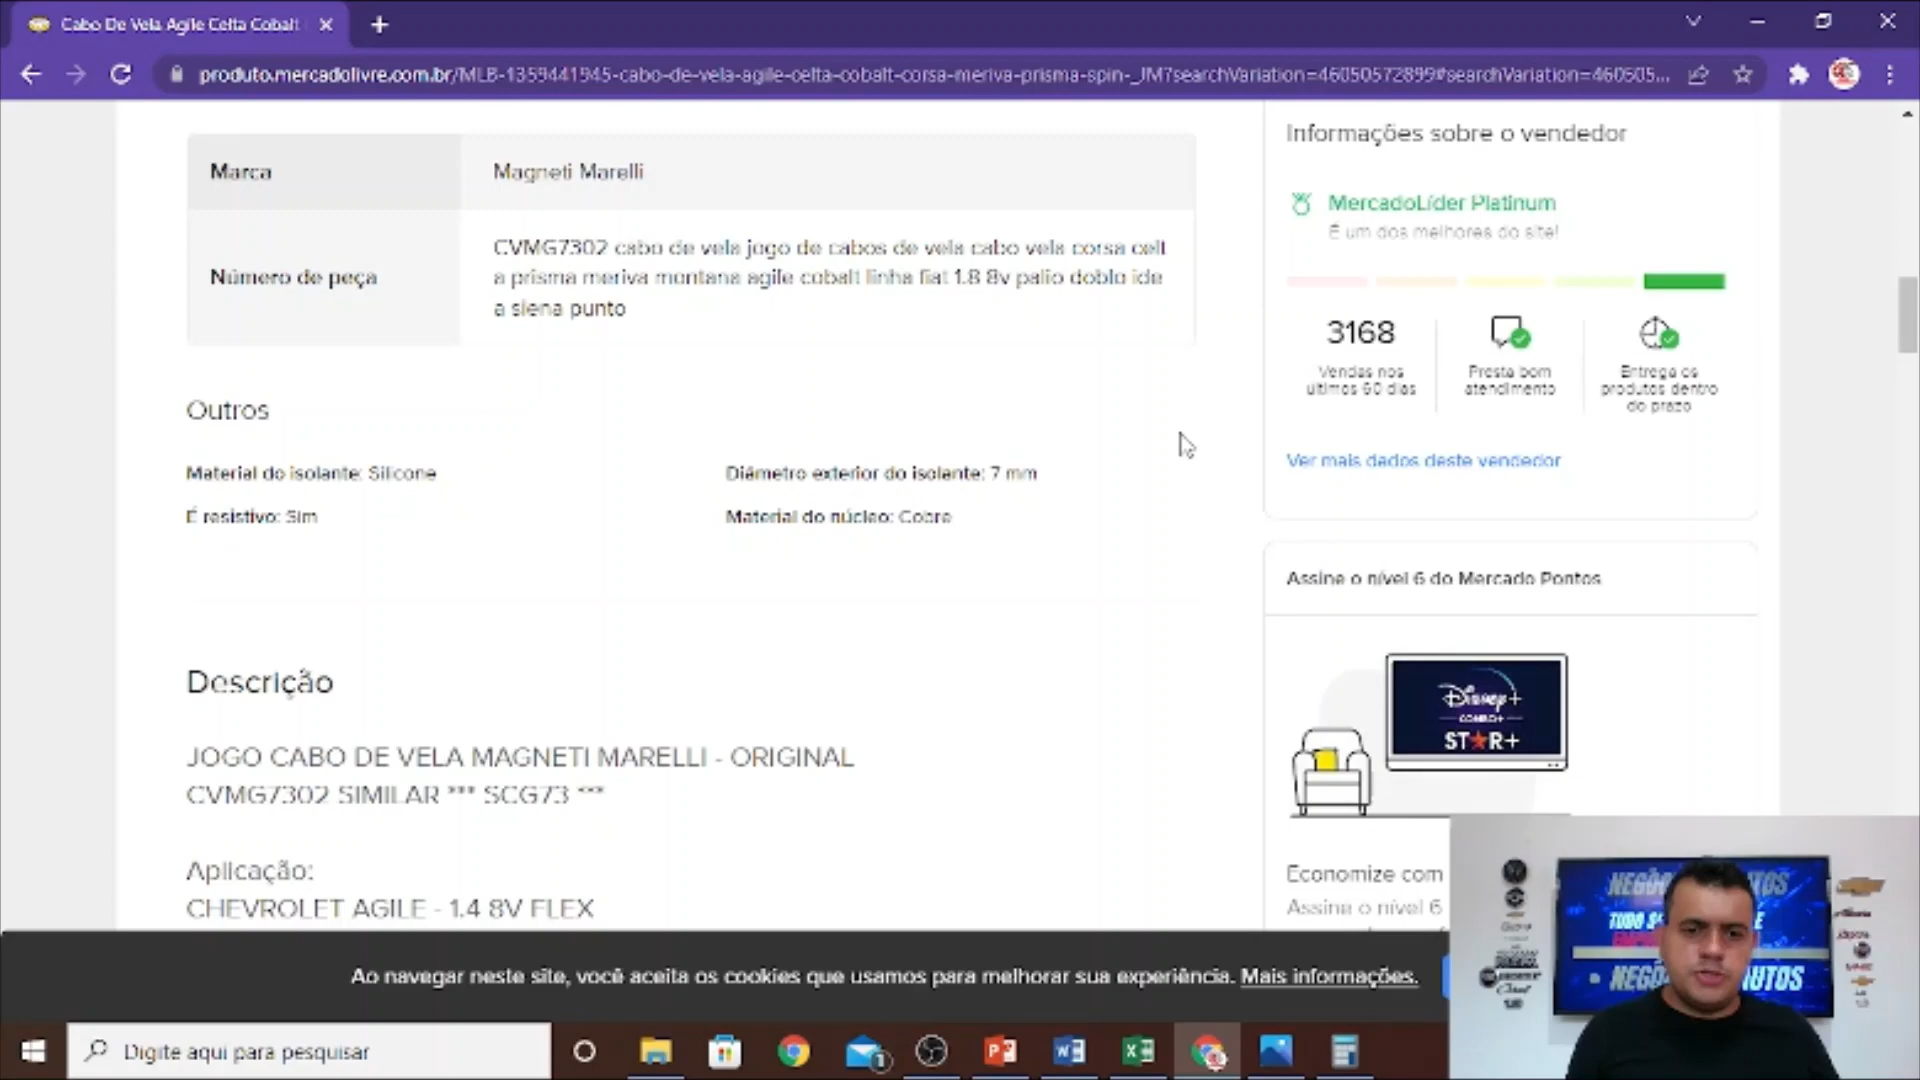 Cabo De Vela Agile Celta Cobalt
produto.mercadolivre.com.br/MLB-1359441945-cabo-de-vela-agile-celta-cobalt-corsa-meriva-prisma-spin-_JM?searchVariation=46050572899#searchVariation=460505...
Marca
Magneti Marelli
Número de peça
CVMG7302 cabo de vela jogo de cabos de vela cabo vela corsa celt
a prisma meriva montana agile cobalt linha fiat 1.8 8v palio doblo ide
a siena punto
Outros
Material do isolante: Silicone
Diâmetro exterior do isolante: 7 mm
É resistivo: Sim
Material do núcleo: Cobre
Descrição
JOGO CABO DE VELA MAGNETI MARELLI - ORIGINAL
CVMG7302 SIMILAR *** SCG73 ***
Aplicação:
CHEVROLET AGILE - 1.4 8V FLEX
Informações sobre o vendedor
MercadoLíder Platinum
É um dos melhores do site!
3168
Vendas nos
últimos 60 dias
Presta bom
atendimento
Entrega os
produtos dentro
do prazo
Ver mais dados deste vendedor
Assine o nível 6 do Mercado Pontos
Disney+
COMBO+
STAR+
Economize com
Assine o nível 6
Ao navegar neste site, você aceita os cookies que usamos para melhorar sua experiência. Mais informações.
Digite aqui para pesquisar
1